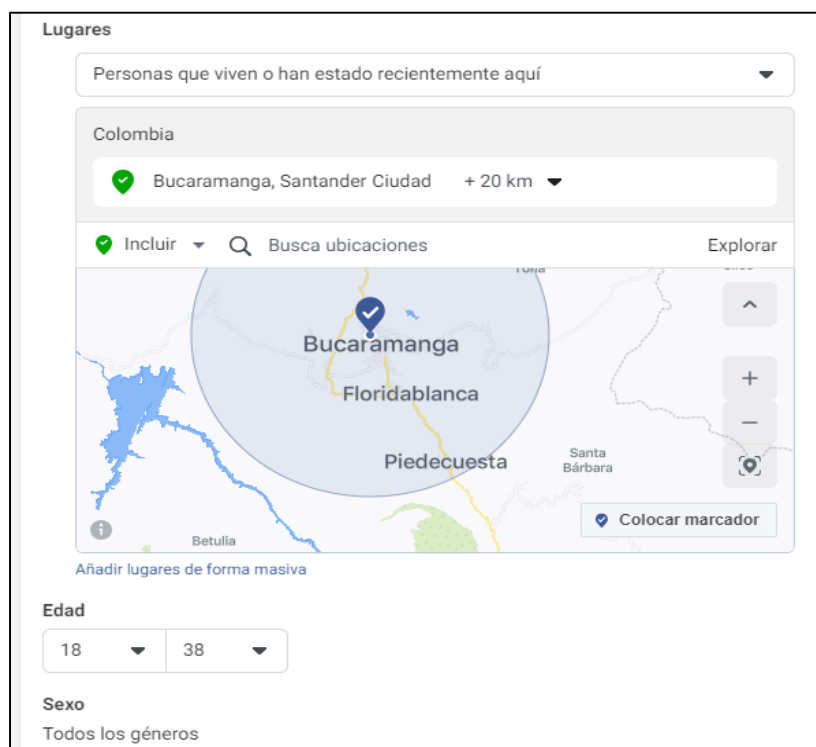 Lugares
Personas que viven o han estado recientemente aquí
Colombia
Bucaramanga, Santander Ciudad + 20 km
Incluir Busca ubicaciones Explorar
Bucaramanga
Floridablanca
Piedecuesta
Santa
Bárbara
Colocar marcador
Betulia
Añadir lugares de forma masiva
Edad
18 38
Sexo
Todos los géneros